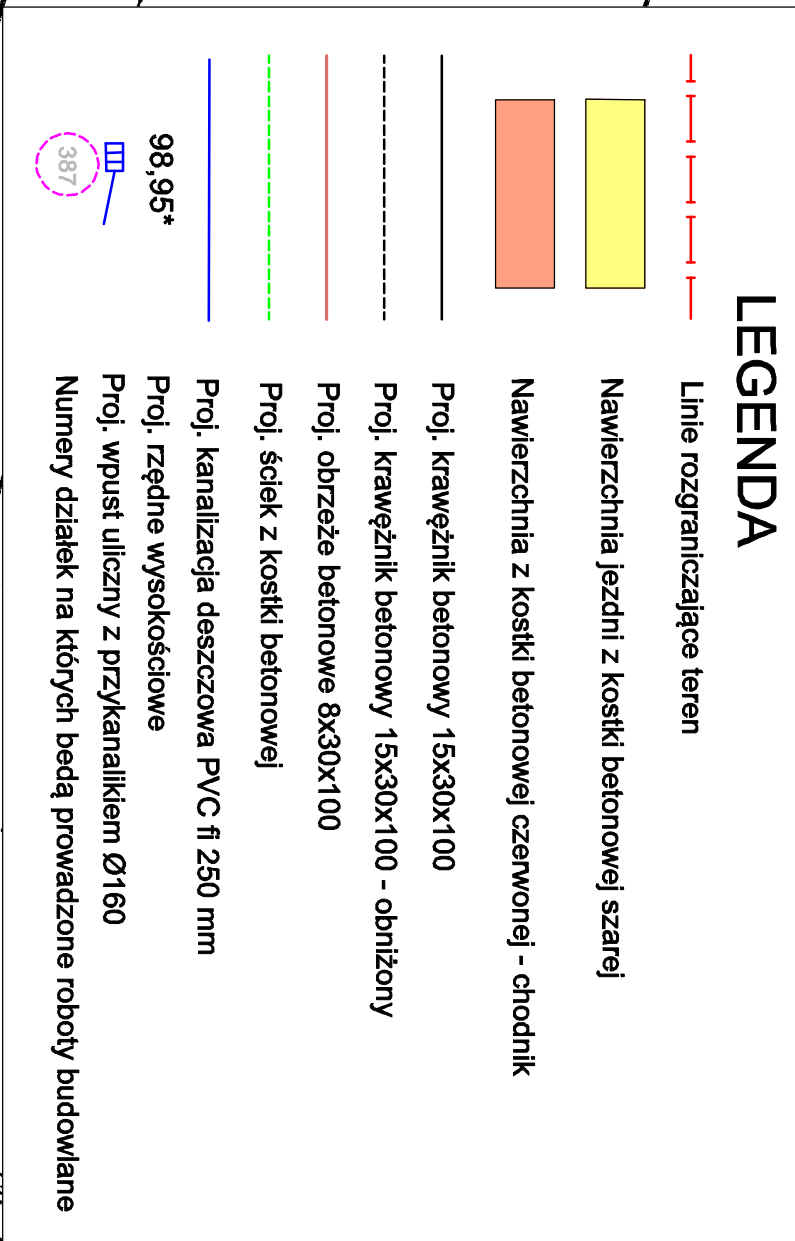 LEGENDA
Linie rozgraniczające teren
Nawierzchnia jezdni z kostki betonowej szarej
Nawierzchnia z kostki betonowej czerwonej - chodnik
Proj. krawężnik betonowy 15x30x100
Proj. krawężnik betonowy 15x30x100 - obniżony
Proj. obrzeże betonowe 8x30x100
Proj. ściek z kostki betonowej
Proj. kanalizacja deszczowa PVC fi 250 mm
98,95* Proj. rzędne wysokościowe
Proj. wpust uliczny z przykanalikiem Ø160
387 Numery działek na których bedą prowadzone roboty budowlane